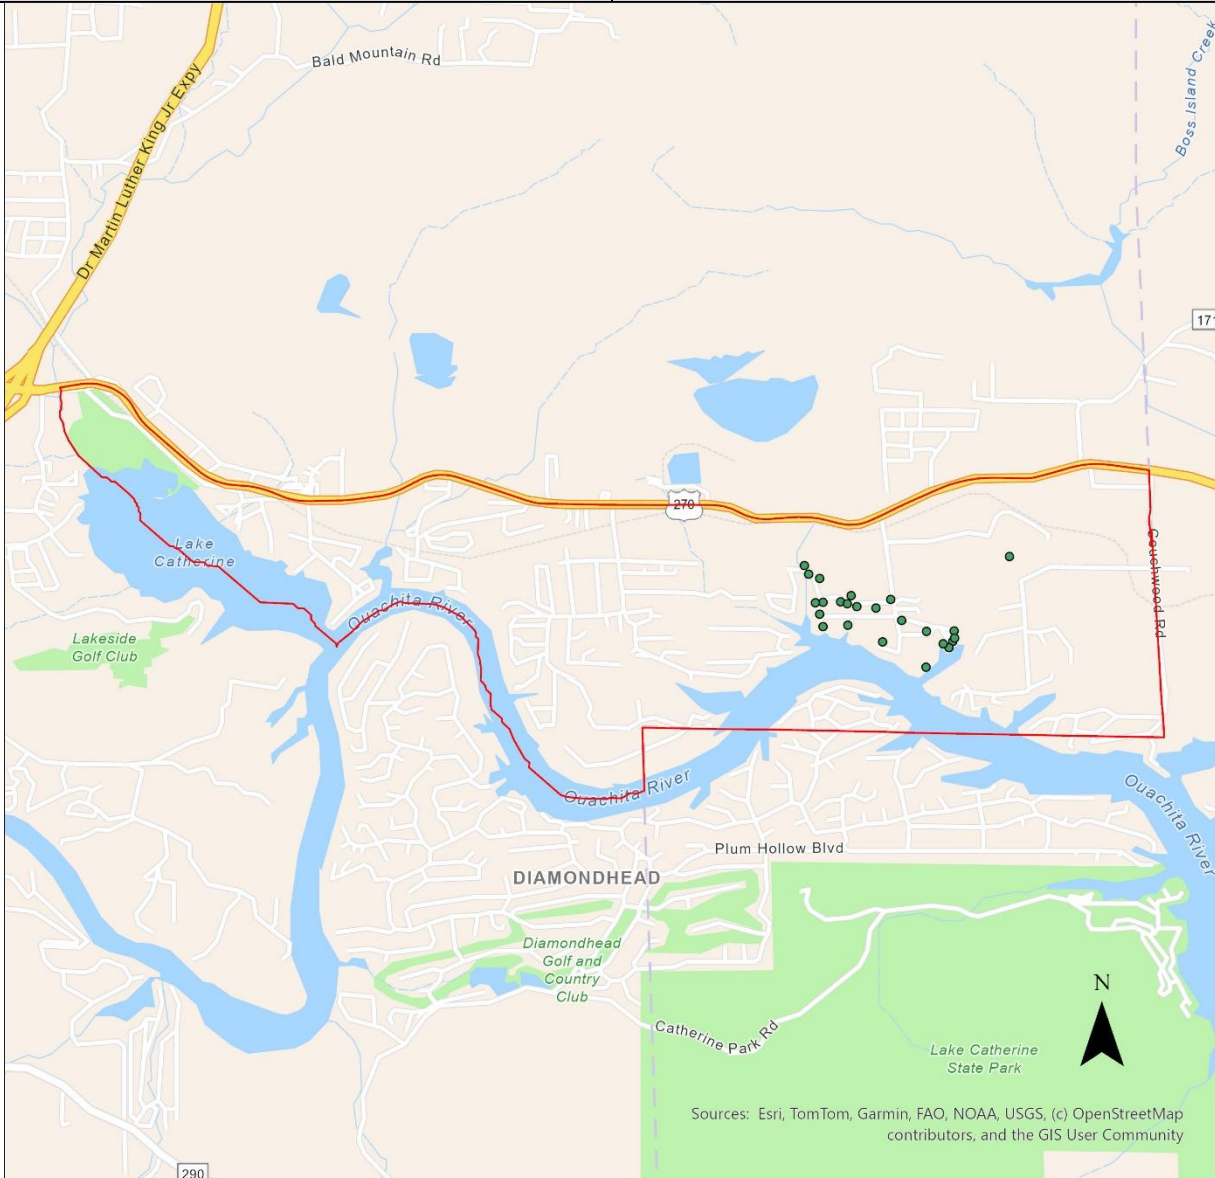 Bald Mountain Rd
Boss Island Creek
Dr Martin Luther King Jr Expy
171
270
Lake
Catherine
Couchwood Rd
Ouachita River
Lakeside
Golf Club
Ouachita River
Ouachita River
Plum Hollow Blvd
DIAMONDHEAD
Diamondhead
Golf and
Country
Club
N
Catherine Park Rd
Lake Catherine
State Park
Sources: Esri, TomTom, Garmin, FAO, NOAA, USGS, (c) OpenStreetMap
contributors, and the GIS User Community
290